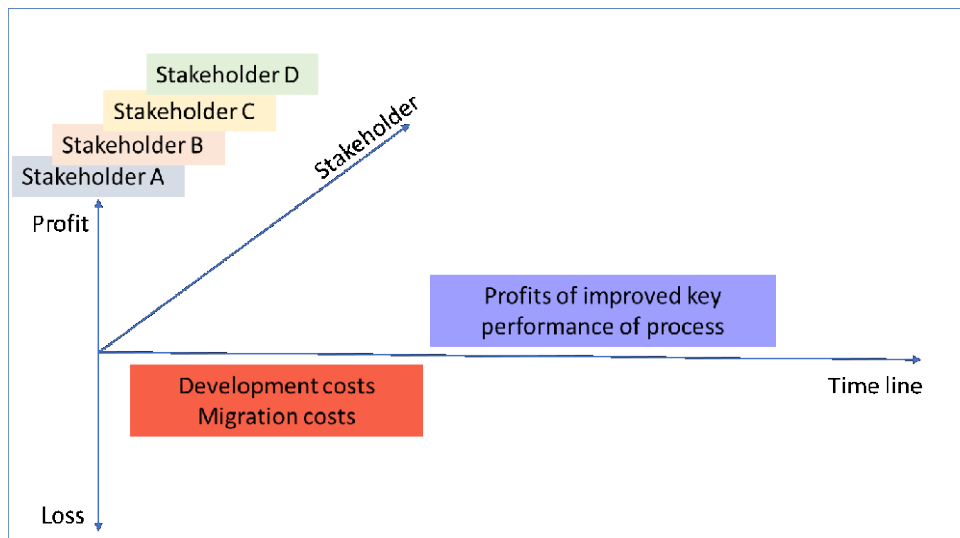 Stakeholder D
Stakeholder C
Stakeholder B
Stakeholder A
Stakeholder
Profit
Profits of improved key
performance of process
Development costs
Migration costs
Time line
Loss